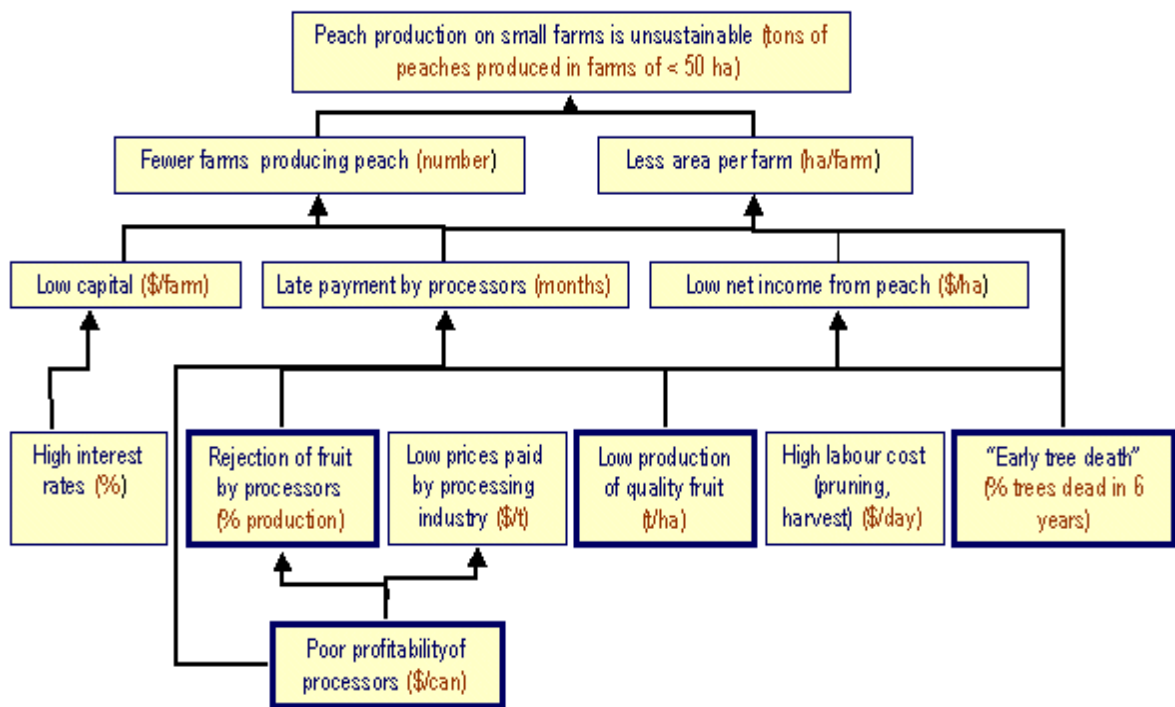 Peach production on small farms is unsustainable (tons of
peaches produced in farms of < 50 ha)
Fewer farms producing peach (number)
Less area per farm (ha/farm)
Low capital ($/farm)
Late payment by processors (months)
Low net income from peach ($/ha)
High interest
rates (%)
Rejection of fruit
by processors
(% production)
Low prices paid
by processing
industry ($/t)
Low production
of quality fruit
(t/ha)
High labour cost
(pruning,
harvest) ($/day)
“Early tree death”
(% trees dead in 6
years)
Poor profitabilityof
processors ($/can)